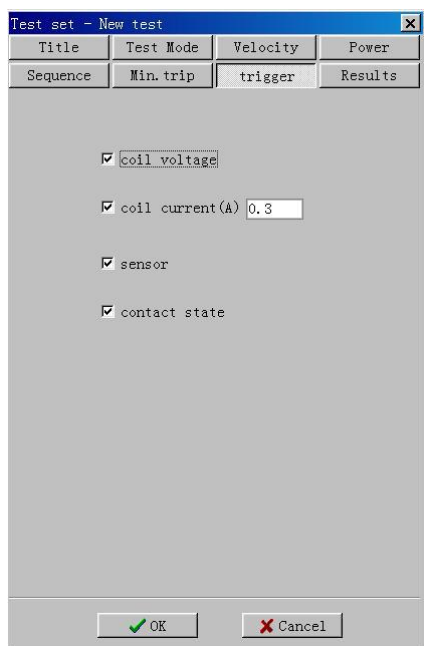 Test set - New test
Title Test Mode Velocity Power
Sequence Min. trip trigger Results
coil voltage
coil current(A) 0.3
sensor
contact state
OK Cancel